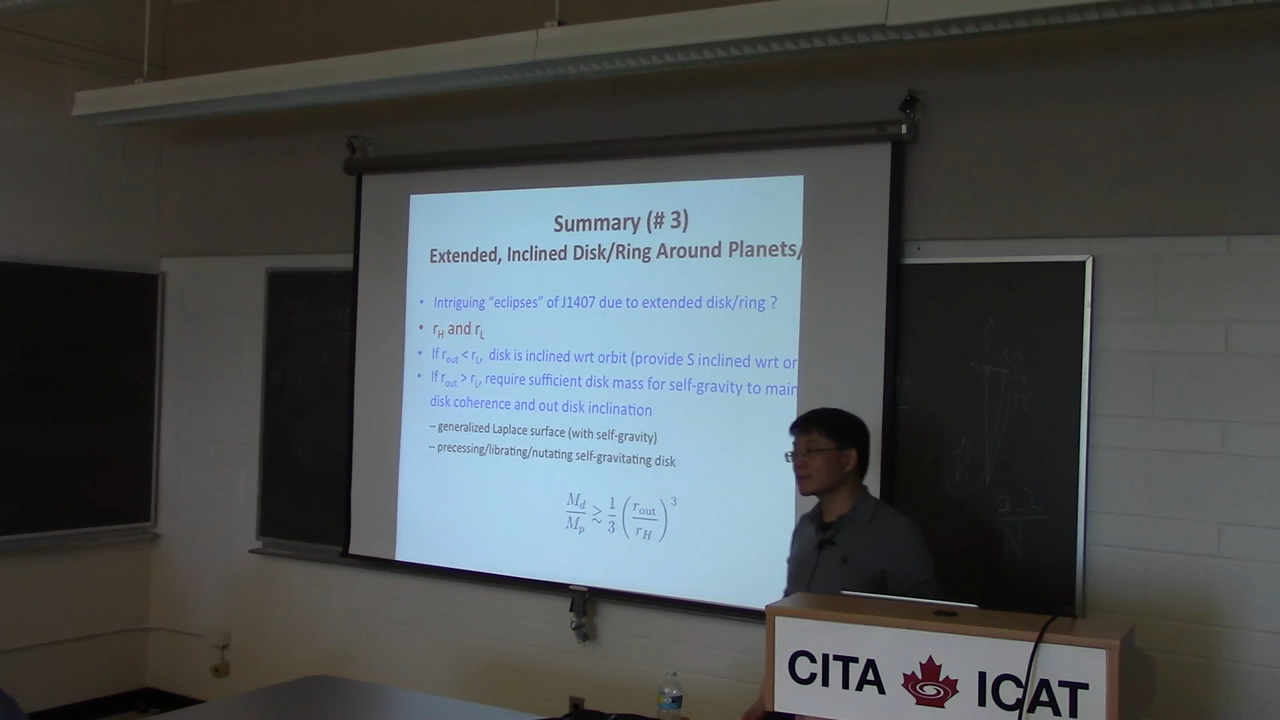 Summary (# 3)
Extended, Inclined Disk/Ring Around Planets/
• Intriguing "eclipses" of J1407 due to extended disk/ring ?
• r_H and r_L
• If r_out < r_L, disk is inclined wrt orbit (provide S inclined wrt or
• If r_out > r_L, require sufficient disk mass for self-gravity to main
disk coherence and out disk inclination
– generalized Laplace surface (with self-gravity)
– precessing/librating/nutating self-gravitating disk
M_d/M_p ≳ 1/3 (r_out/r_H)^3
CITA ICAT